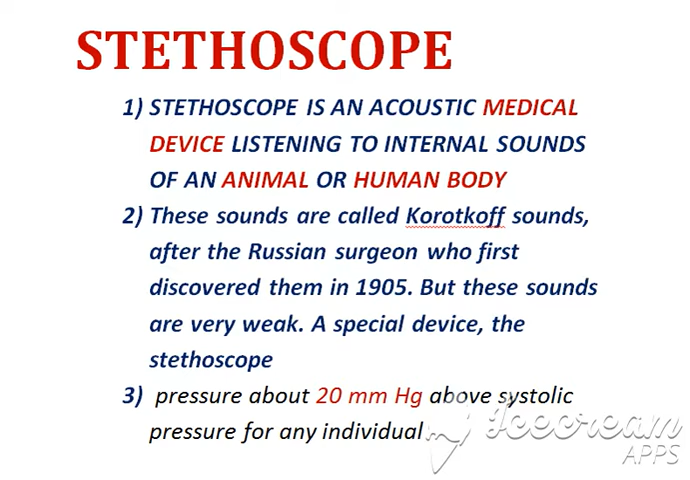 STETHOSCOPE
1) STETHOSCOPE IS AN ACOUSTIC MEDICAL
DEVICE LISTENING TO INTERNAL SOUNDS
OF AN ANIMAL OR HUMAN BODY
2) These sounds are called Korotkoff sounds,
after the Russian surgeon who first
discovered them in 1905. But these sounds
are very weak. A special device, the
stethoscope
3) pressure about 20 mm Hg above systolic
pressure for any individual
Icecream
APPS